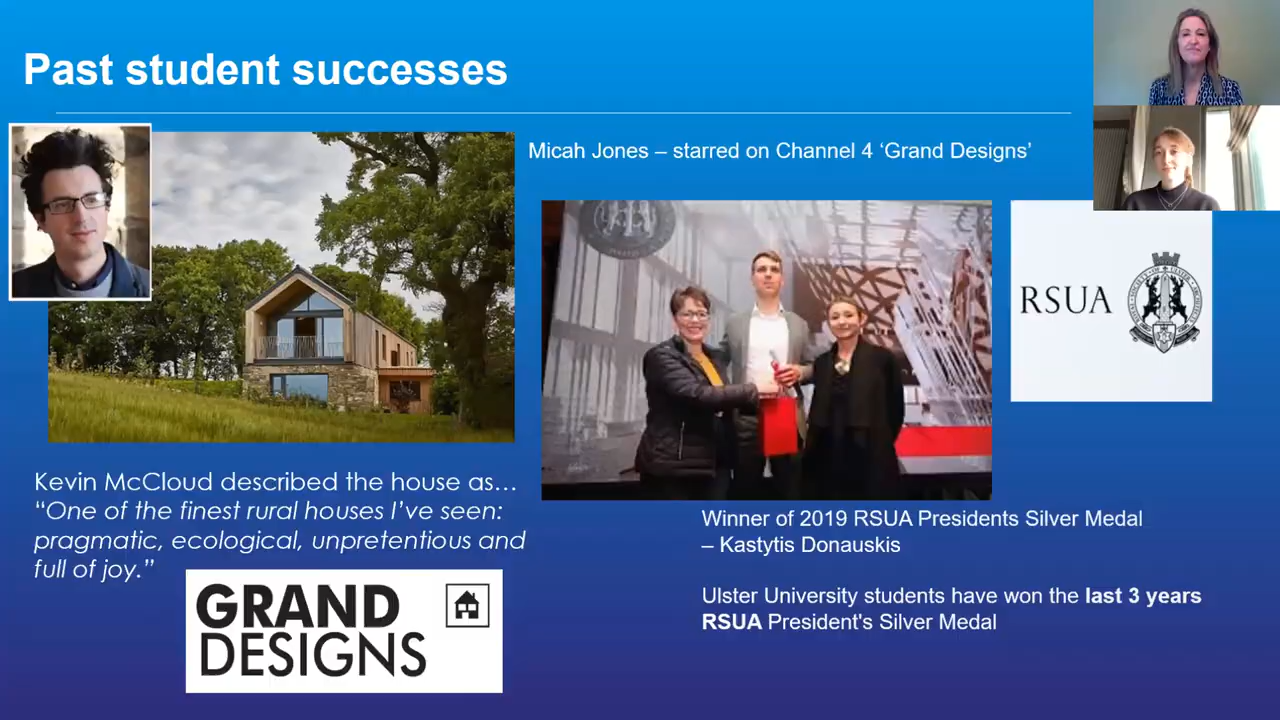 Past student successes
Micah Jones – starred on Channel 4 ‘Grand Designs’
RSUA
Kevin McCloud described the house as…
“One of the finest rural houses I’ve seen:
pragmatic, ecological, unpretentious and
full of joy.”
GRAND
DESIGNS
Winner of 2019 RSUA Presidents Silver Medal
– Kastytis Donauskis
Ulster University students have won the last 3 years
RSUA President's Silver Medal